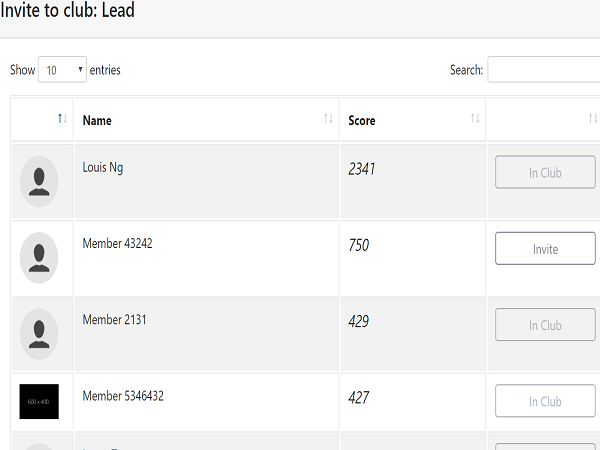 Invite to club: Lead
Show 10 entries Search:
Name Score
Louis Ng 2341 In Club
Member 43242 750 Invite
Member 2131 429 In Club
600 x 400 Member 5346432 427 In Club